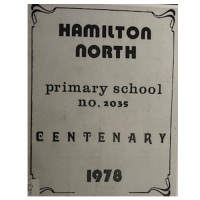 HAMILTON
NORTH
primary school
no. 2035
CENTENARY
1978